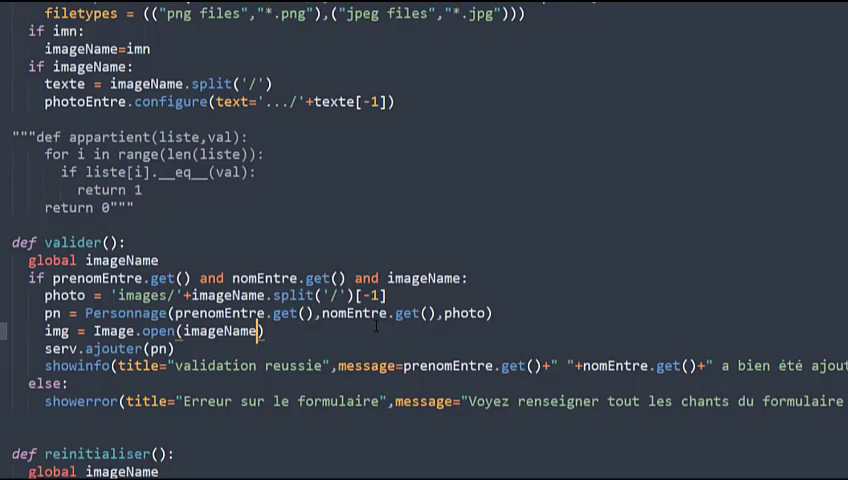 filetypes = (("png files","*.png"),("jpeg files","*.jpg")))
if imn:
imageName=imn
if imageName:
texte = imageName.split('/')
photoEntre.configure(text='.../'+texte[-1])
"""def appartient(liste,val):
for i in range(len(liste)):
if liste[i].__eq__(val):
return 1
return 0"""
def valider():
global imageName
if prenomEntre.get() and nomEntre.get() and imageName:
photo = 'images/'+imageName.split('/')[-1]
pn = Personnage(prenomEntre.get(),nomEntre.get(),photo)
img = Image.open(imageName)
serv.ajouter(pn)
showinfo(title="validation reussie",message=prenomEntre.get()+" "+nomEntre.get()+" a bien été ajout
else:
showerror(title="Erreur sur le formulaire",message="Voyez renseigner tout les chants du formulaire
def reinitialiser():
global imageName